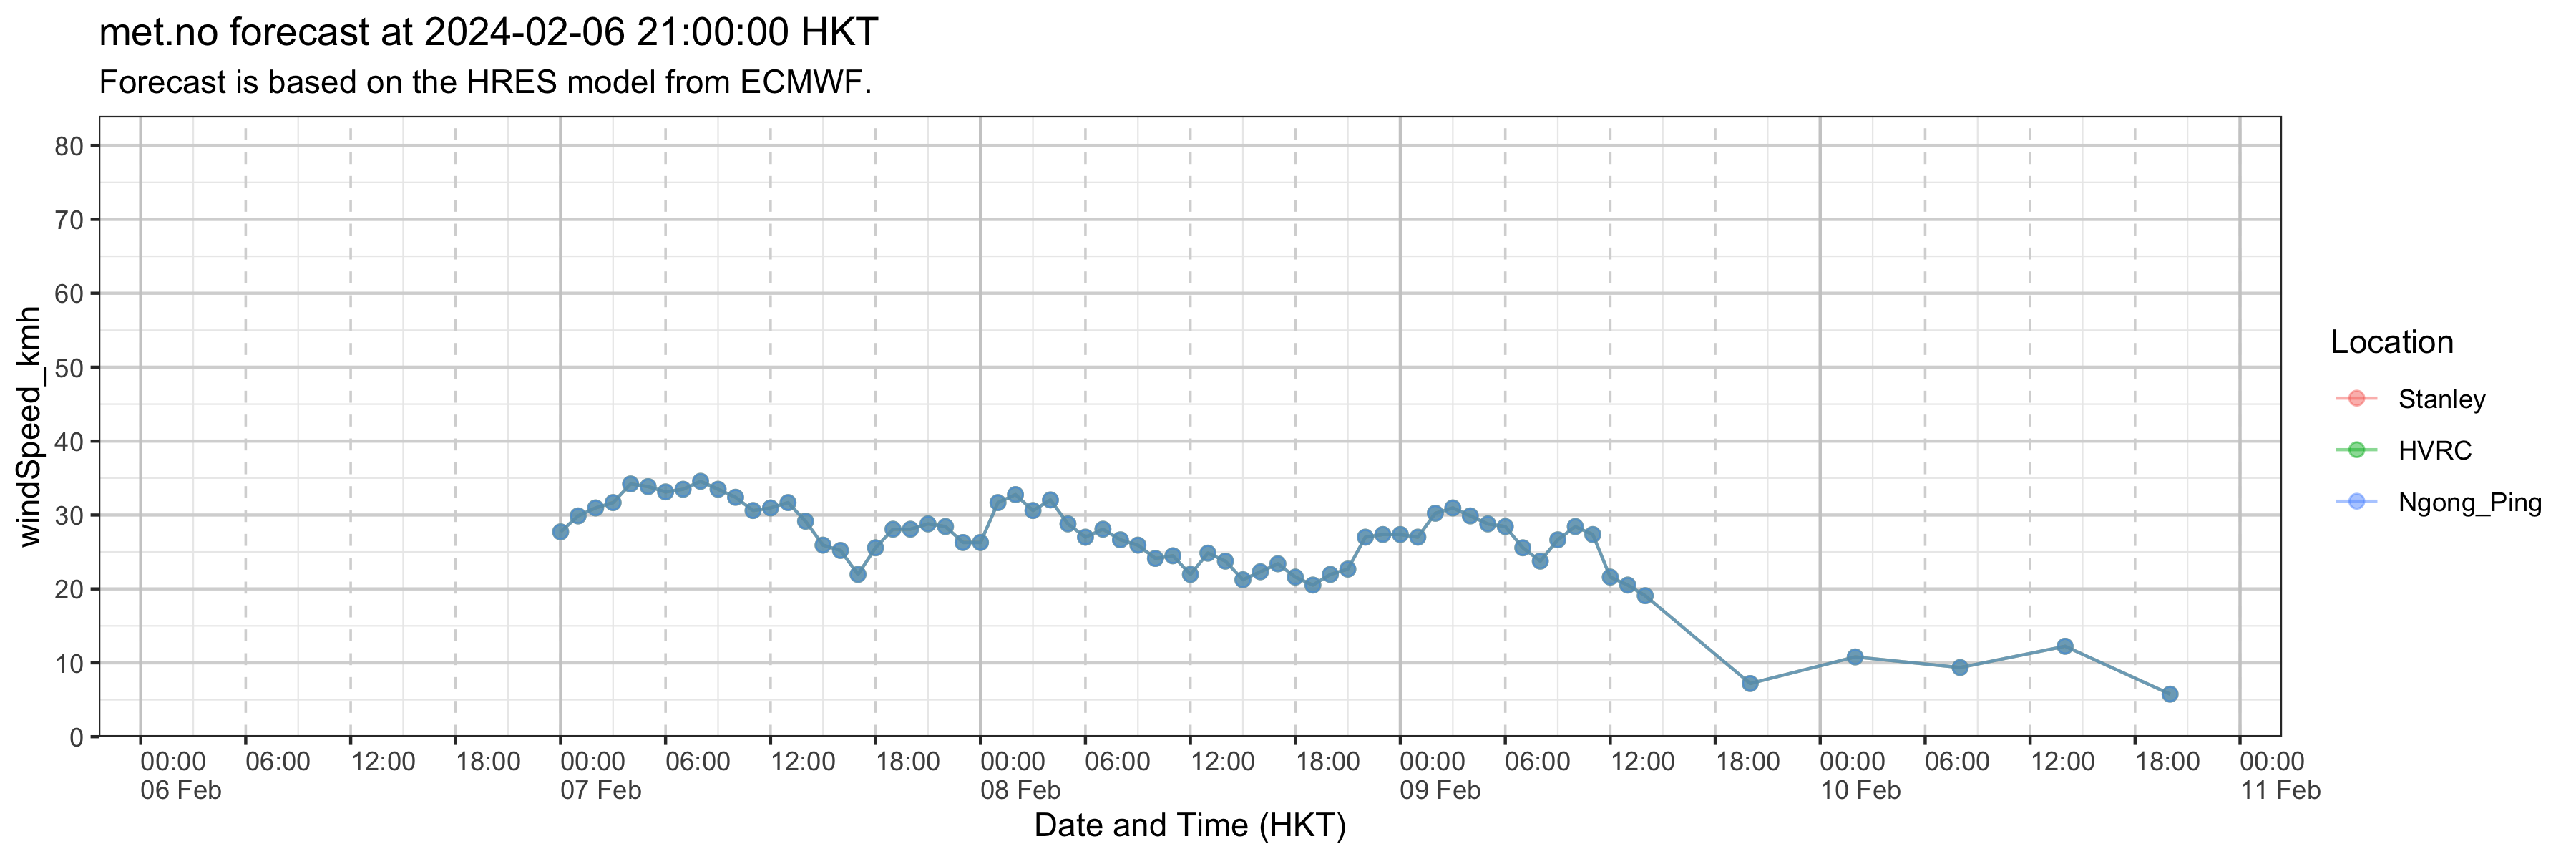 met.no forecast at 2024-02-06 21:00:00 HKT
Forecast is based on the HRES model from ECMWF.
windSpeed_kmh
80
70
60
50
40
30
20
10
0
00:00 06:00 12:00 18:00 00:00 06:00 12:00 18:00 00:00 06:00 12:00 18:00 00:00 06:00 12:00 18:00 00:00 06:00 12:00 18:00 00:00
06 Feb 07 Feb 08 Feb 09 Feb 10 Feb 11 Feb
Date and Time (HKT)
Location
Stanley
HVRC
Ngong_Ping